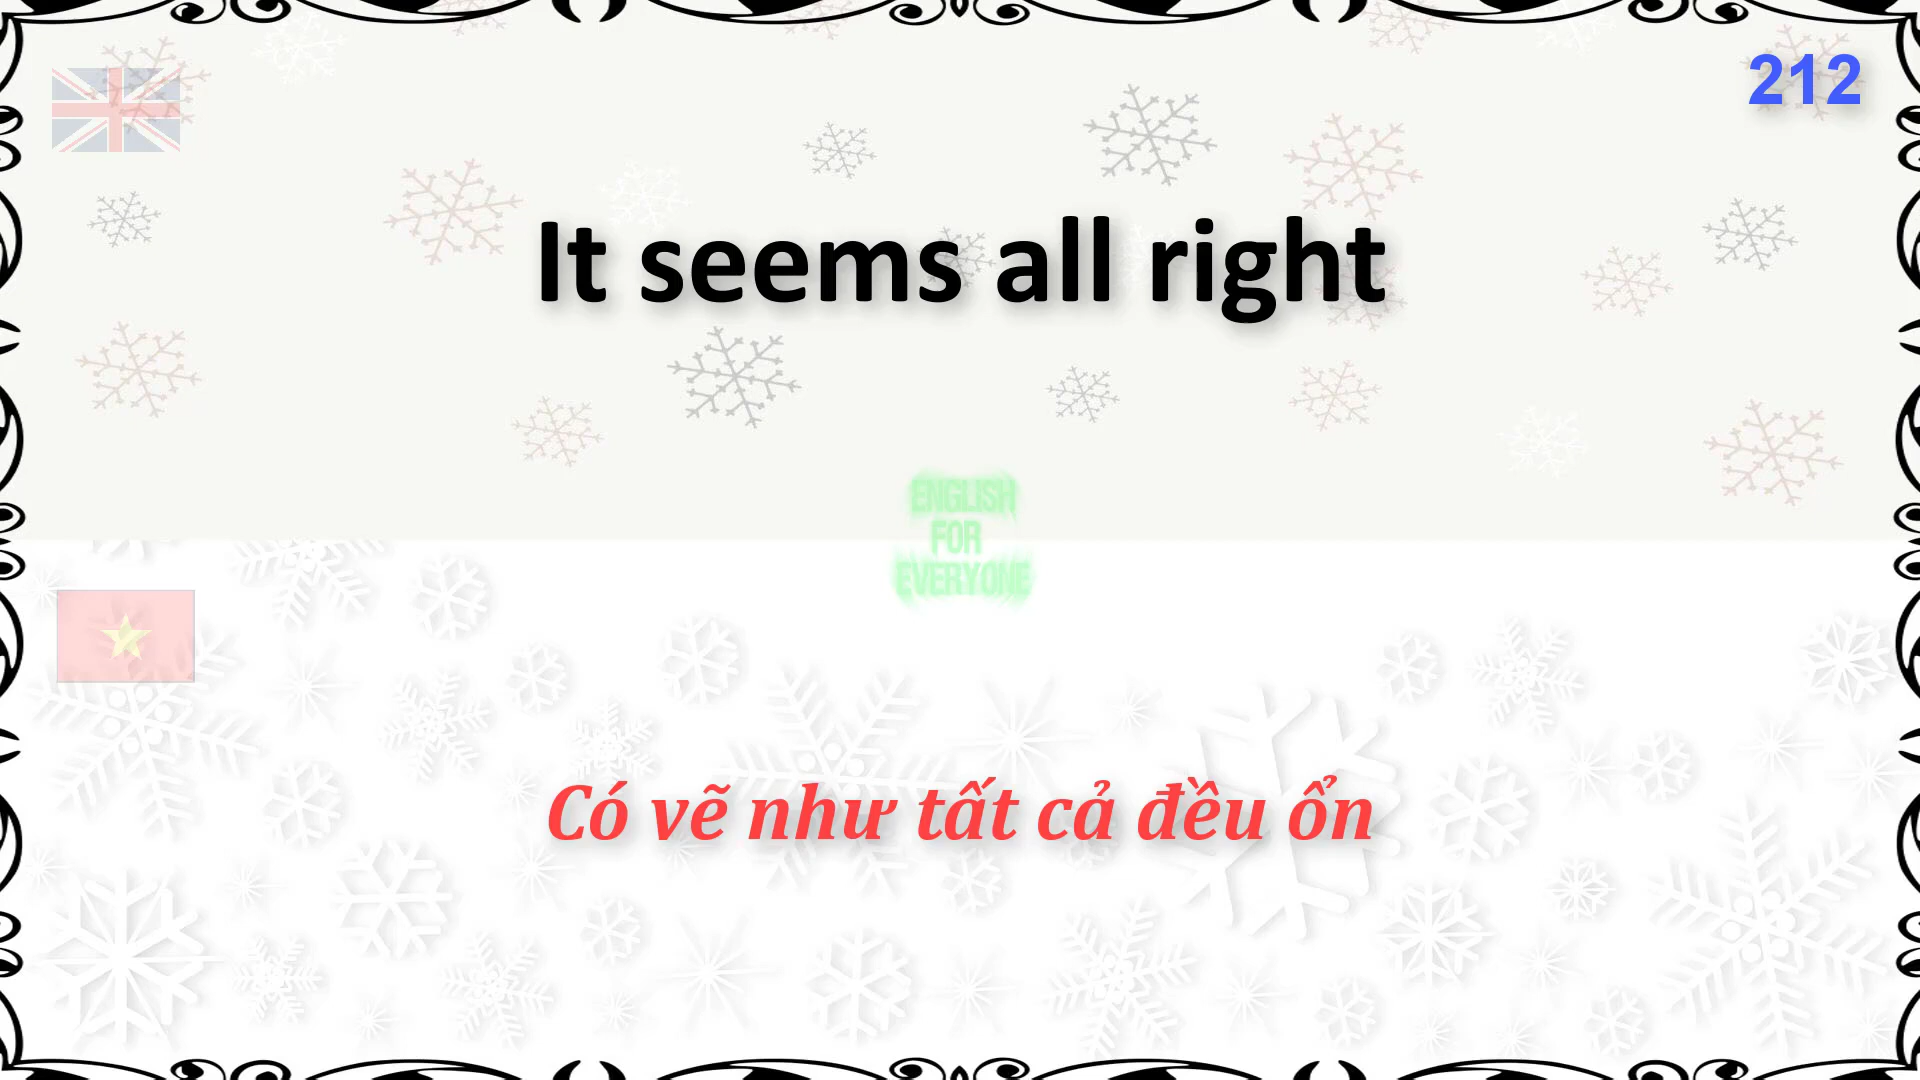 212
It seems all right
ENGLISH
FOR
EVERYONE
Có vẽ như tất cả đều ổn